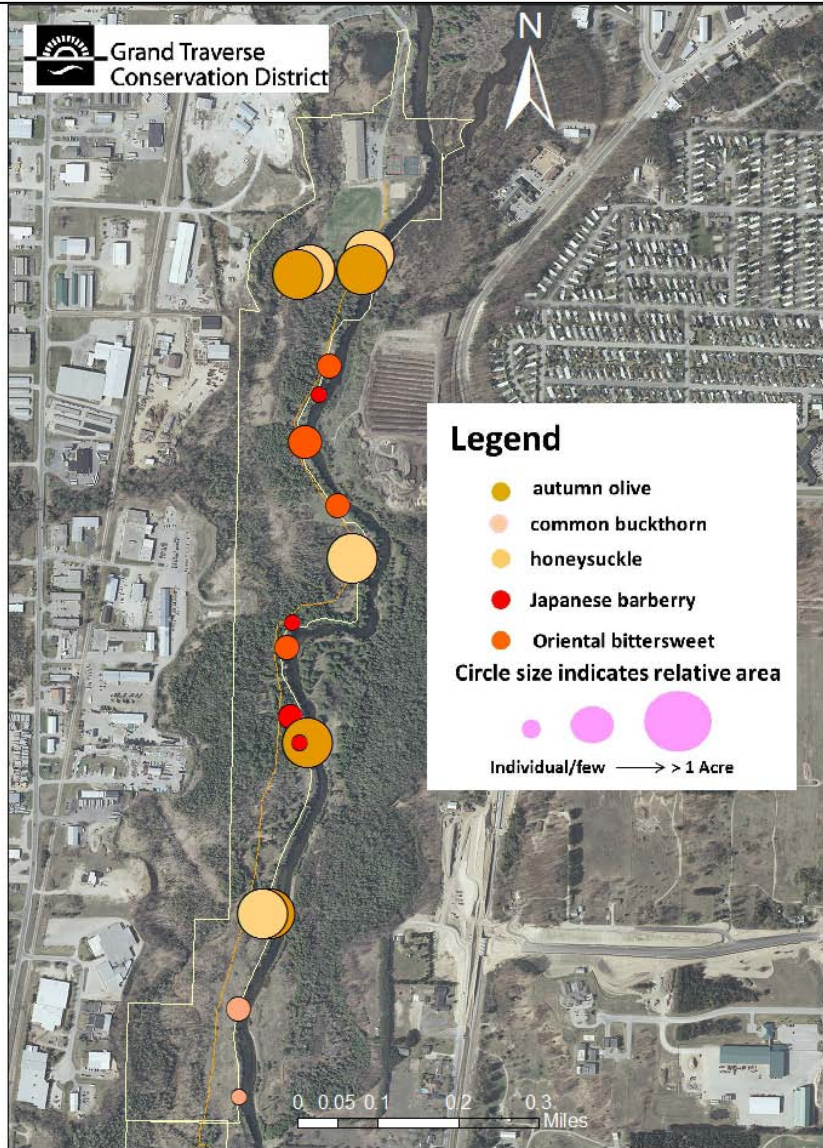 Grand Traverse
Conservation District
N
Legend
autumn olive
common buckthorn
honeysuckle
Japanese barberry
Oriental bittersweet
Circle size indicates relative area
Individual/few → > 1 Acre
0 0.05 0.1 0.2 0.3
Miles